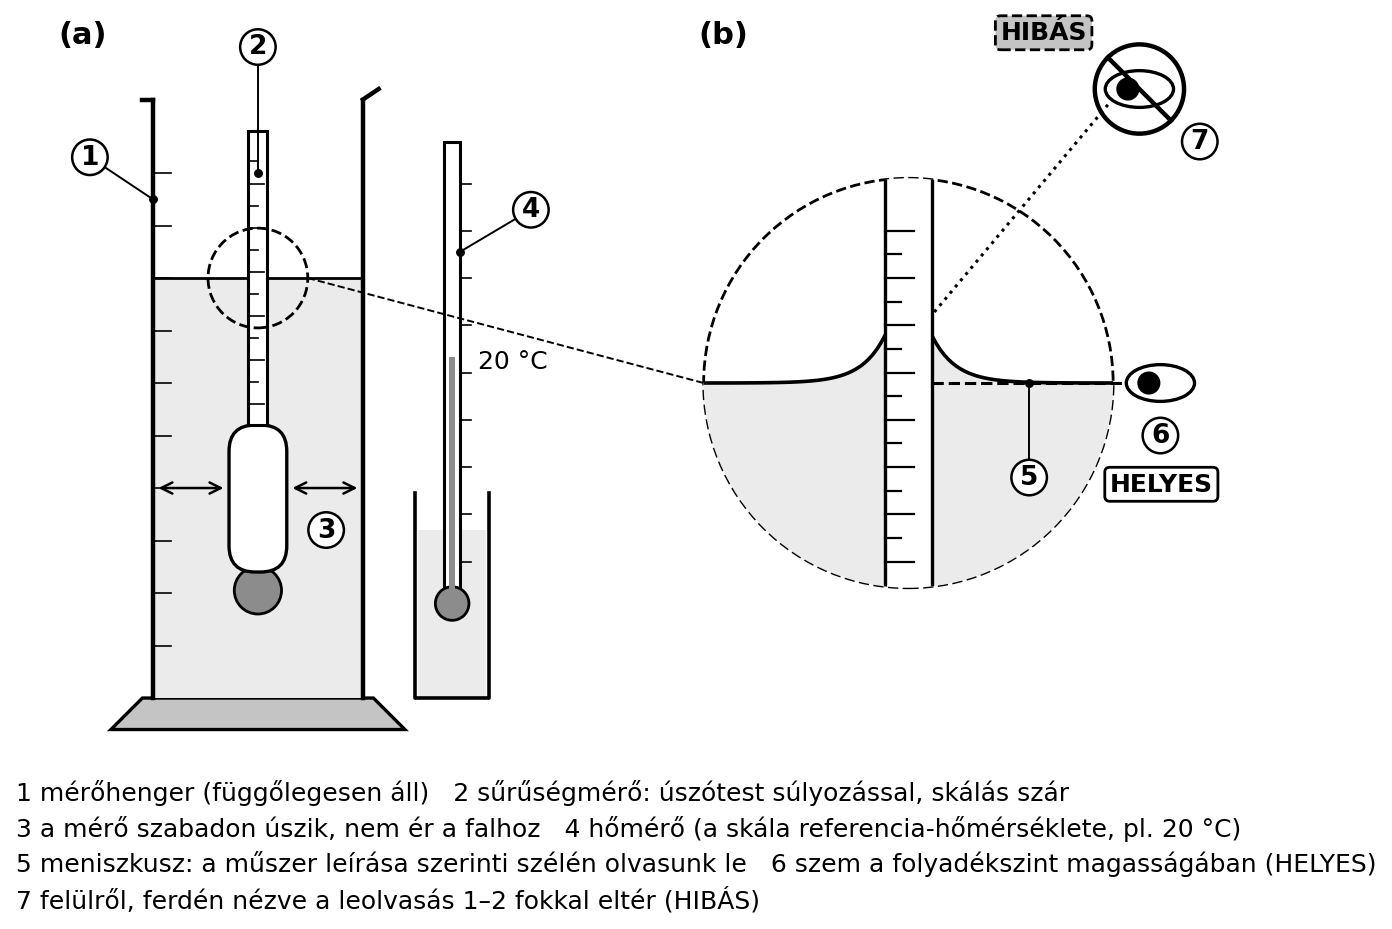 (a)
2
1
4
20 °C
3
(b)
HIBÁS
7
6
5
HELYES
1 mérőhenger (függőlegesen áll)   2 sűrűségmérő: úszótest súlyozással, skálás szár
3 a mérő szabadon úszik, nem ér a falhoz   4 hőmérő (a skála referencia-hőmérséklete, pl. 20 °C)
5 meniszkusz: a műszer leírása szerinti szélén olvasunk le   6 szem a folyadékszint magasságában (HELYES)
7 felülről, ferdén nézve a leolvasás 1–2 fokkal eltér (HIBÁS)